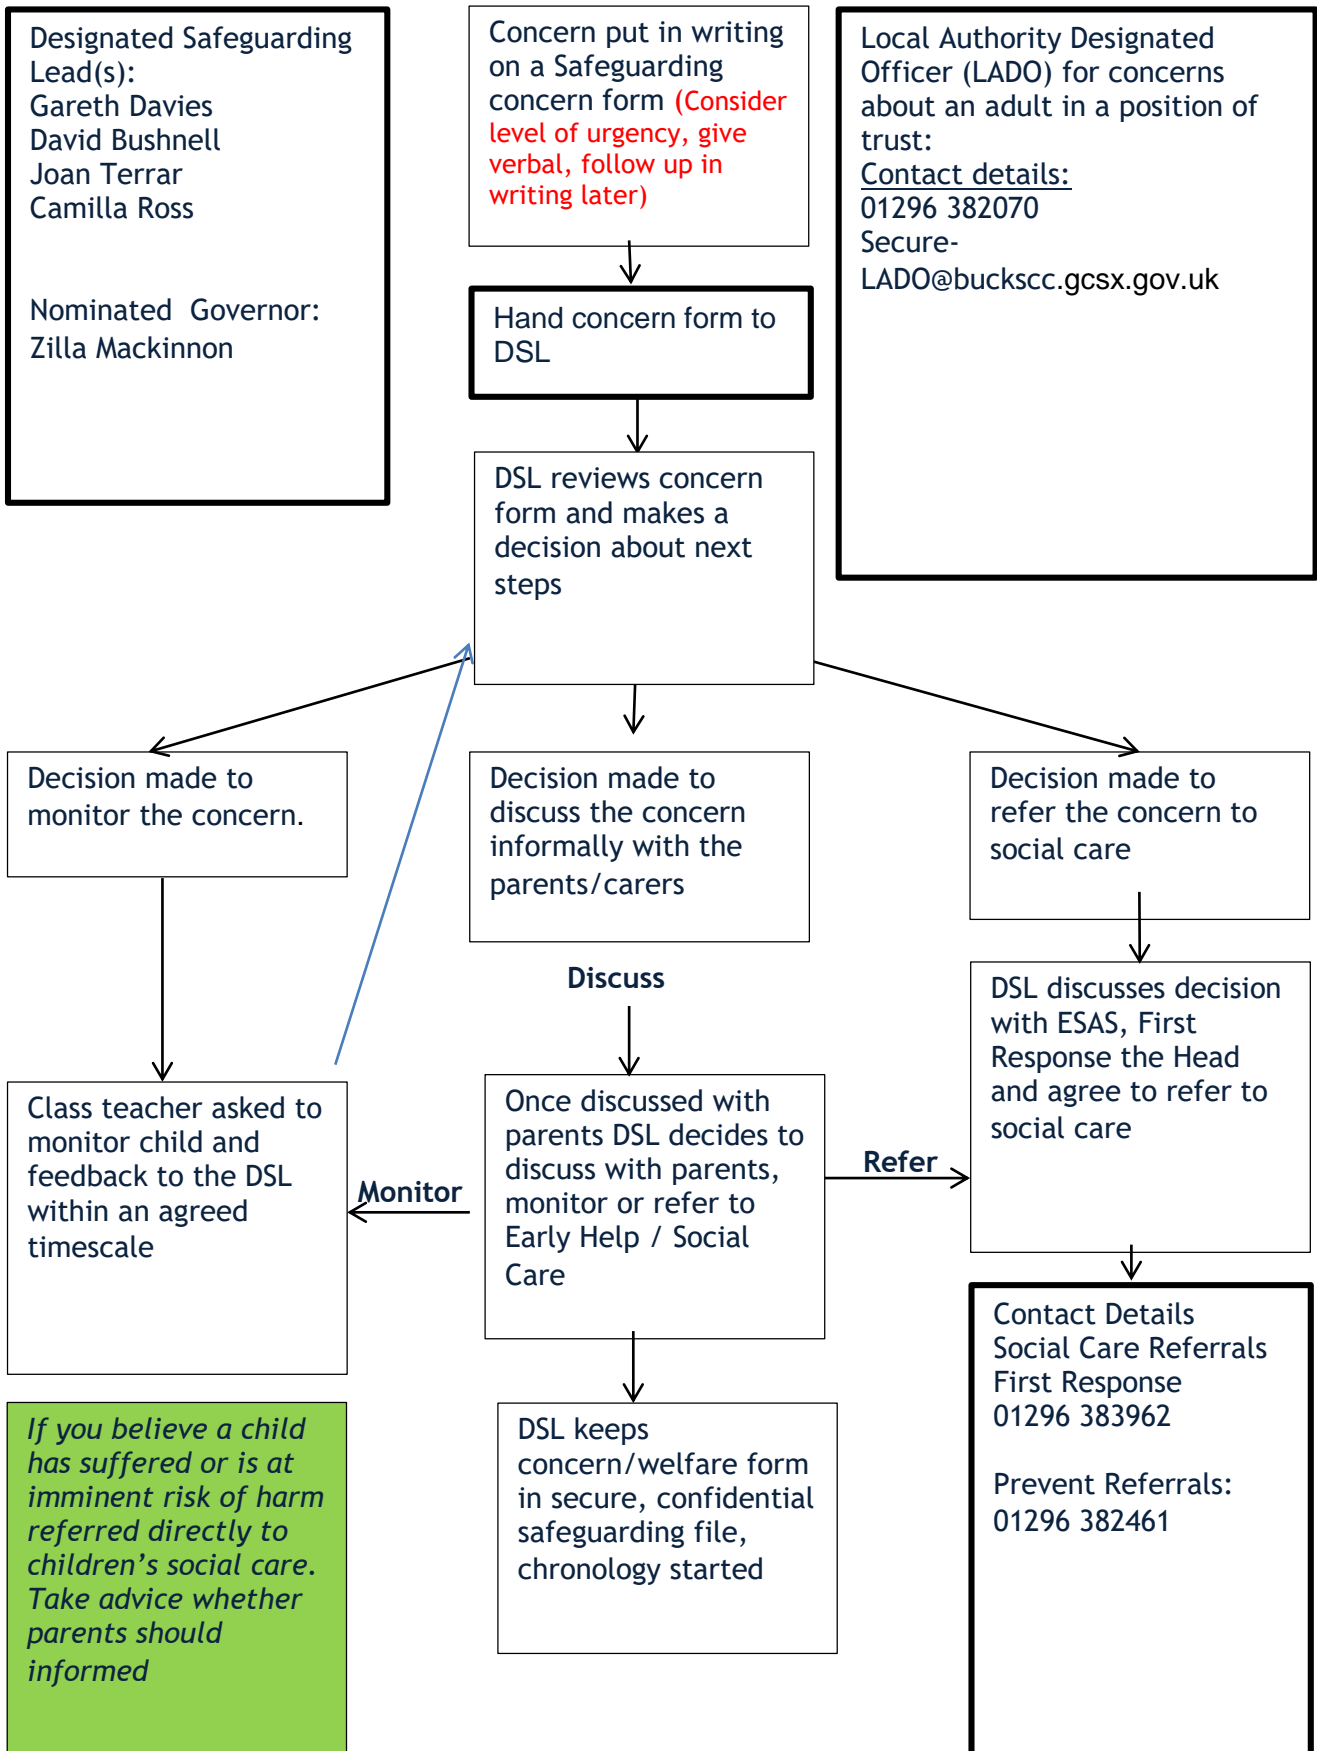 Designated Safeguarding
Lead(s):
Gareth Davies
David Bushnell
Joan Terrar
Camilla Ross
Nominated  Governor:
Zilla Mackinnon
Concern put in writing
on a Safeguarding
concern form (Consider
level of urgency, give
verbal, follow up in
writing later)
Local Authority Designated
Officer (LADO) for concerns
about an adult in a position of
trust:
Contact details:
01296 382070
Secure-
LADO@buckscc.gcsx.gov.uk
Hand concern form to
DSL
DSL reviews concern
form and makes a
decision about next
steps
Decision made to
monitor the concern.
Decision made to
discuss the concern
informally with the
parents/carers
Decision made to
refer the concern to
social care
Discuss
Class teacher asked to
monitor child and
feedback to the DSL
within an agreed
timescale
Monitor
Once discussed with
parents DSL decides to
discuss with parents,
monitor or refer to
Early Help / Social
Care
Refer
DSL discusses decision
with ESAS, First
Response the Head
and agree to refer to
social care
If you believe a child
has suffered or is at
imminent risk of harm
referred directly to
children’s social care.
Take advice whether
parents should
informed
DSL keeps
concern/welfare form
in secure, confidential
safeguarding file,
chronology started
Contact Details
Social Care Referrals
First Response
01296 383962
Prevent Referrals:
01296 382461